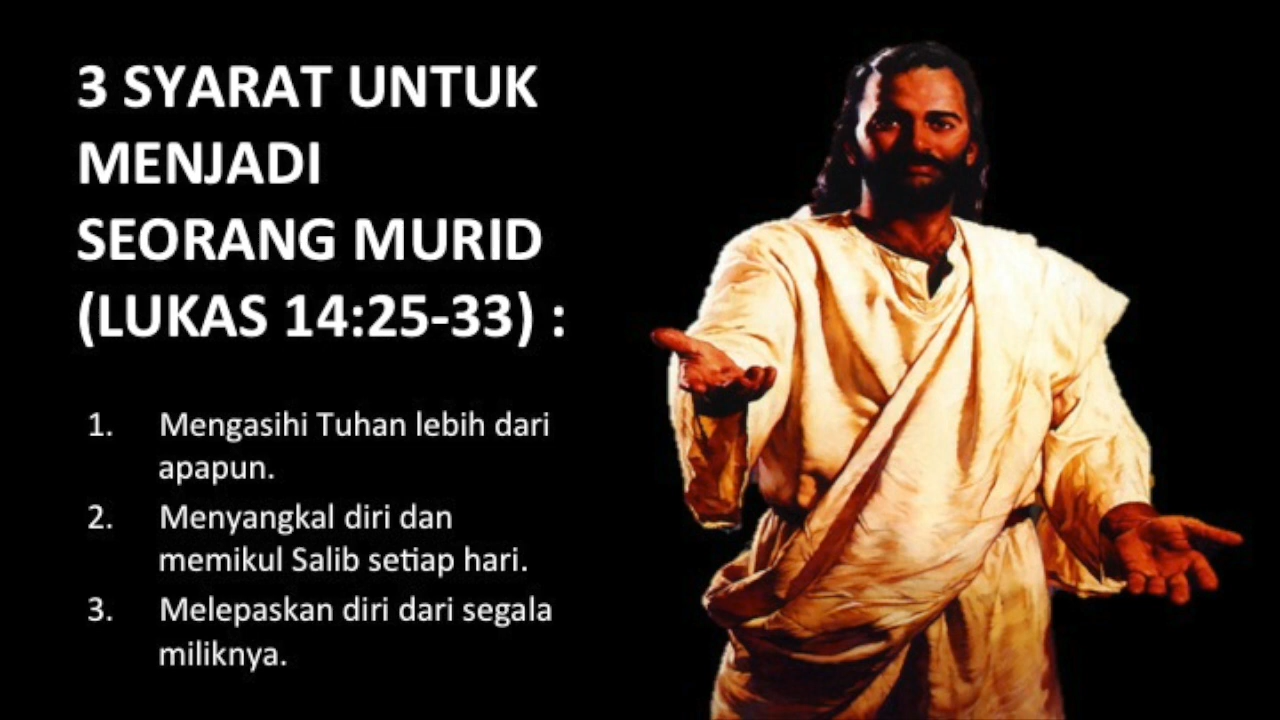 3 SYARAT UNTUK
MENJADI
SEORANG MURID
(LUKAS 14:25-33) :
1. Mengasihi Tuhan lebih dari
apapun.
2. Menyangkal diri dan
memikul Salib setiap hari.
3. Melepaskan diri dari segala
miliknya.